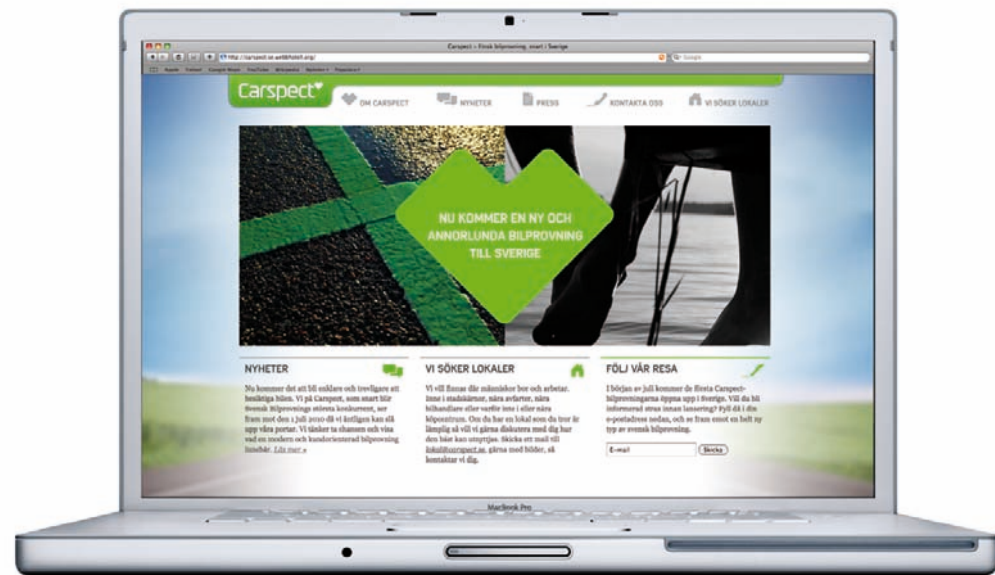 Carspect – Finsk bilprovning, snart i Sverige
Google
Carspect
OM CARSPECT
NYHETER
PRESS
KONTAKTA OSS
VI SÖKER LOKALER
NU KOMMER EN NY OCH
ANNORLUNDA BILPROVNING
TILL SVERIGE
NYHETER
Nu kommer det att bli enklare och trevligare att
besiktiga bilen. Vi på Carspect, som snart blir
Svensk Bilprovnings största konkurrent, ser
fram mot den 1 juli 2010 då vi äntligen kan slå
upp våra portar. Vi tänker ta chansen och visa
vad en modern och kundorienterad bilprovning
innebär. Läs mer »
VI SÖKER LOKALER
Vi vill finnas där människor bor och arbetar.
Inne i stadskärnor, nära avfarter, nära
bilhandlare eller varför inte i eller nära
köpcentrum. Om du har en lokal som du tror är
lämplig så vill vi gärna diskutera med dig hur
den bäst kan utnyttjas. Skicka ett mail till
lokal@carspect.se, gärna med bilder, så
kontaktar vi dig.
FÖLJ VÅR RESA
I början av juli kommer de första Carspect-
bilprovningarna öppna upp i Sverige. Vill du bli
informerad strax innan lansering? Fyll då i din
e-postadress nedan, och se fram emot en helt ny
typ av svensk bilprovning.
E-mail
Skicka
MacBook Pro